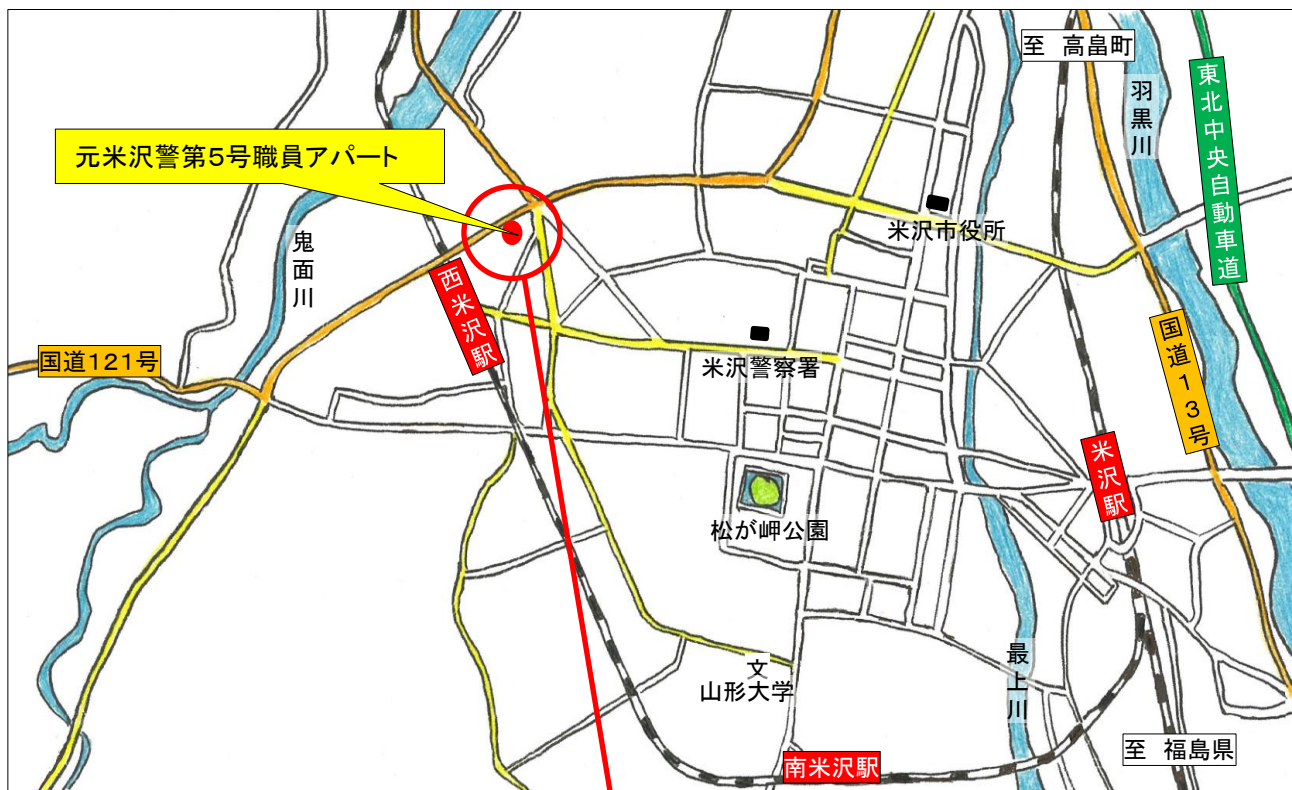 至 高畠町
羽黒川
東北中央自動車道
元米沢警第5号職員アパート
米沢市役所
鬼面川
西米沢駅
国道121号
米沢警察署
国道13号
米沢駅
松が岬公園
文
山形大学
最上川
至 福島県
南米沢駅